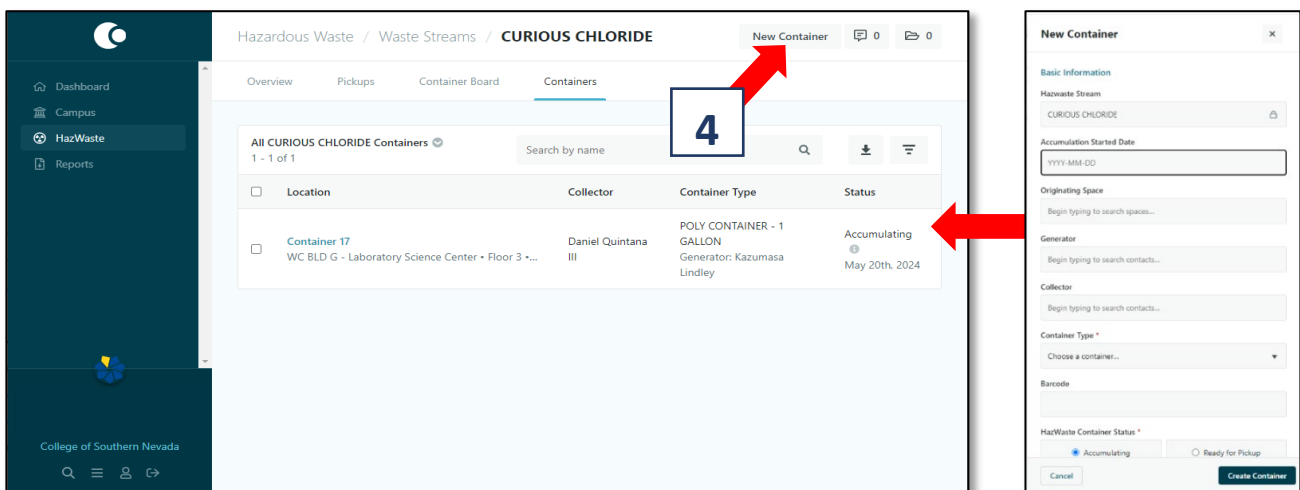 Hazardous Waste / Waste Streams / CURIOUS CHLORIDE
New Container
0
0
Dashboard
Campus
HazWaste
Reports
Overview Pickups Container Board Containers
4
All CURIOUS CHLORIDE Containers
1 - 1 of 1
Search by name
Location Collector Container Type Status
Container 17
WC BLD G - Laboratory Science Center • Floor 3 •...
Daniel Quintana
III
POLY CONTAINER - 1
GALLON
Generator: Kazumasa
Lindley
Accumulating
May 20th, 2024
College of Southern Nevada
New Container ×
Basic Information
Hazwaste Stream
CURIOUS CHLORIDE
Accumulation Started Date
YYYY-MM-DD
Originating Space
Begin typing to search spaces...
Generator
Begin typing to search contacts...
Collector
Begin typing to search contacts...
Container Type *
Choose a container...
Barcode
HazWaste Container Status *
Accumulating Ready for Pickup
Cancel Create Container